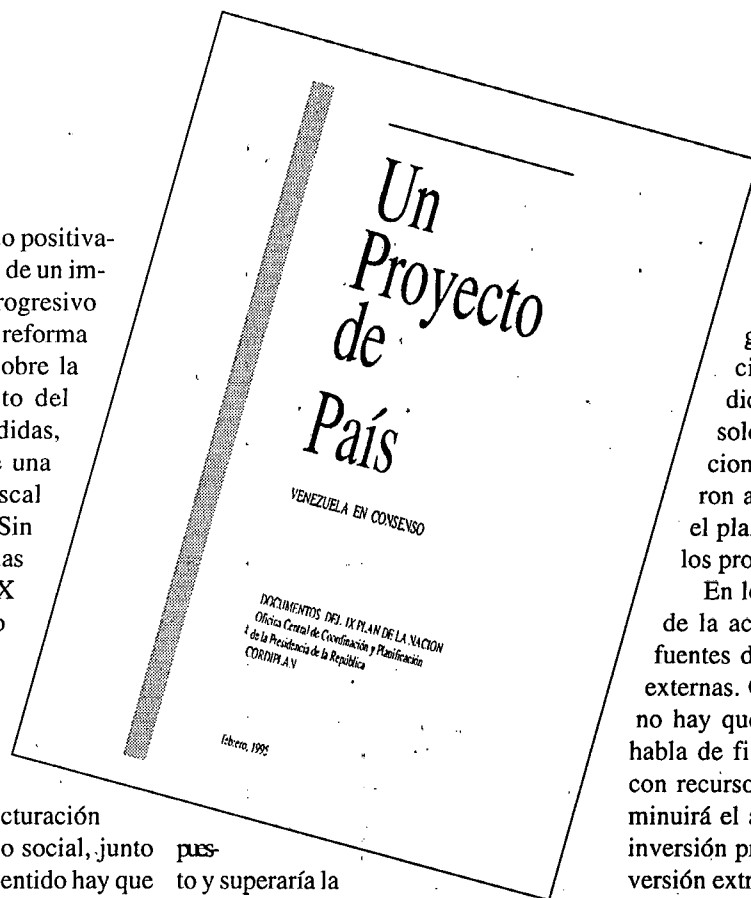 o positiva-
de un im-
rogresivo
reforma
obre la
to del
didas,
una
scal
Sin
as
X
o
cturación
o social, junto
entido hay que
Un
Proyecto
de
País
VENEZUELA EN CONSENSO
DOCUMENTOS DEL IX PLAN DE LA NACION
Oficina Central de Coordinación y Planificación
de la Presidencia de la República
CORDIPLAN
febrero, 1995
pues-
to y superaría la
g
ci
dic
sol
cion
ron a
el pla
los pro
En l
de la ac
fuentes d
externas.
no hay que
habla de fi
con recurso
minuirá el a
inversión p
versión extr